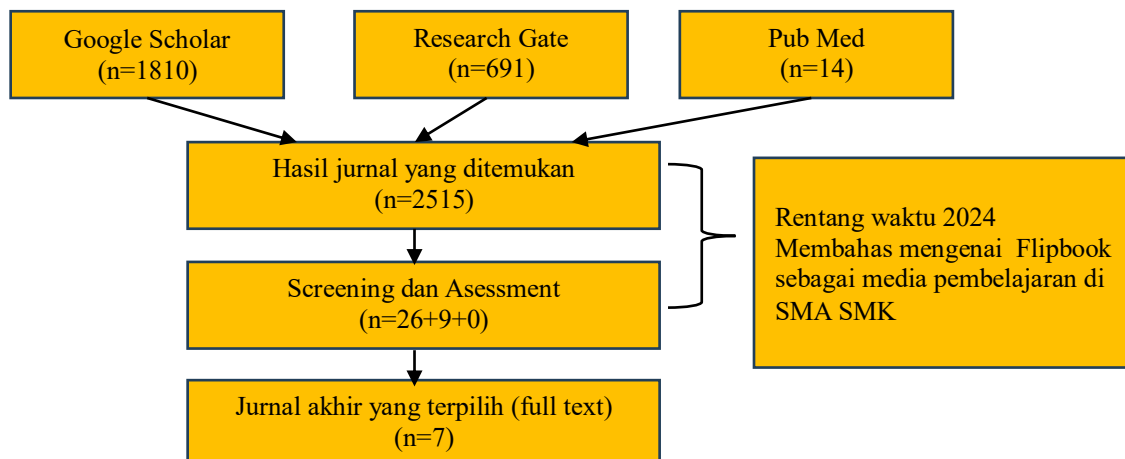 Google Scholar
(n=1810)
Research Gate
(n=691)
Pub Med
(n=14)
Hasil jurnal yang ditemukan
(n=2515)
Rentang waktu 2024
Membahas mengenai Flipbook
sebagai media pembelajaran di
SMA SMK
Screening dan Asessment
(n=26+9+0)
Jurnal akhir yang terpilih (full text)
(n=7)